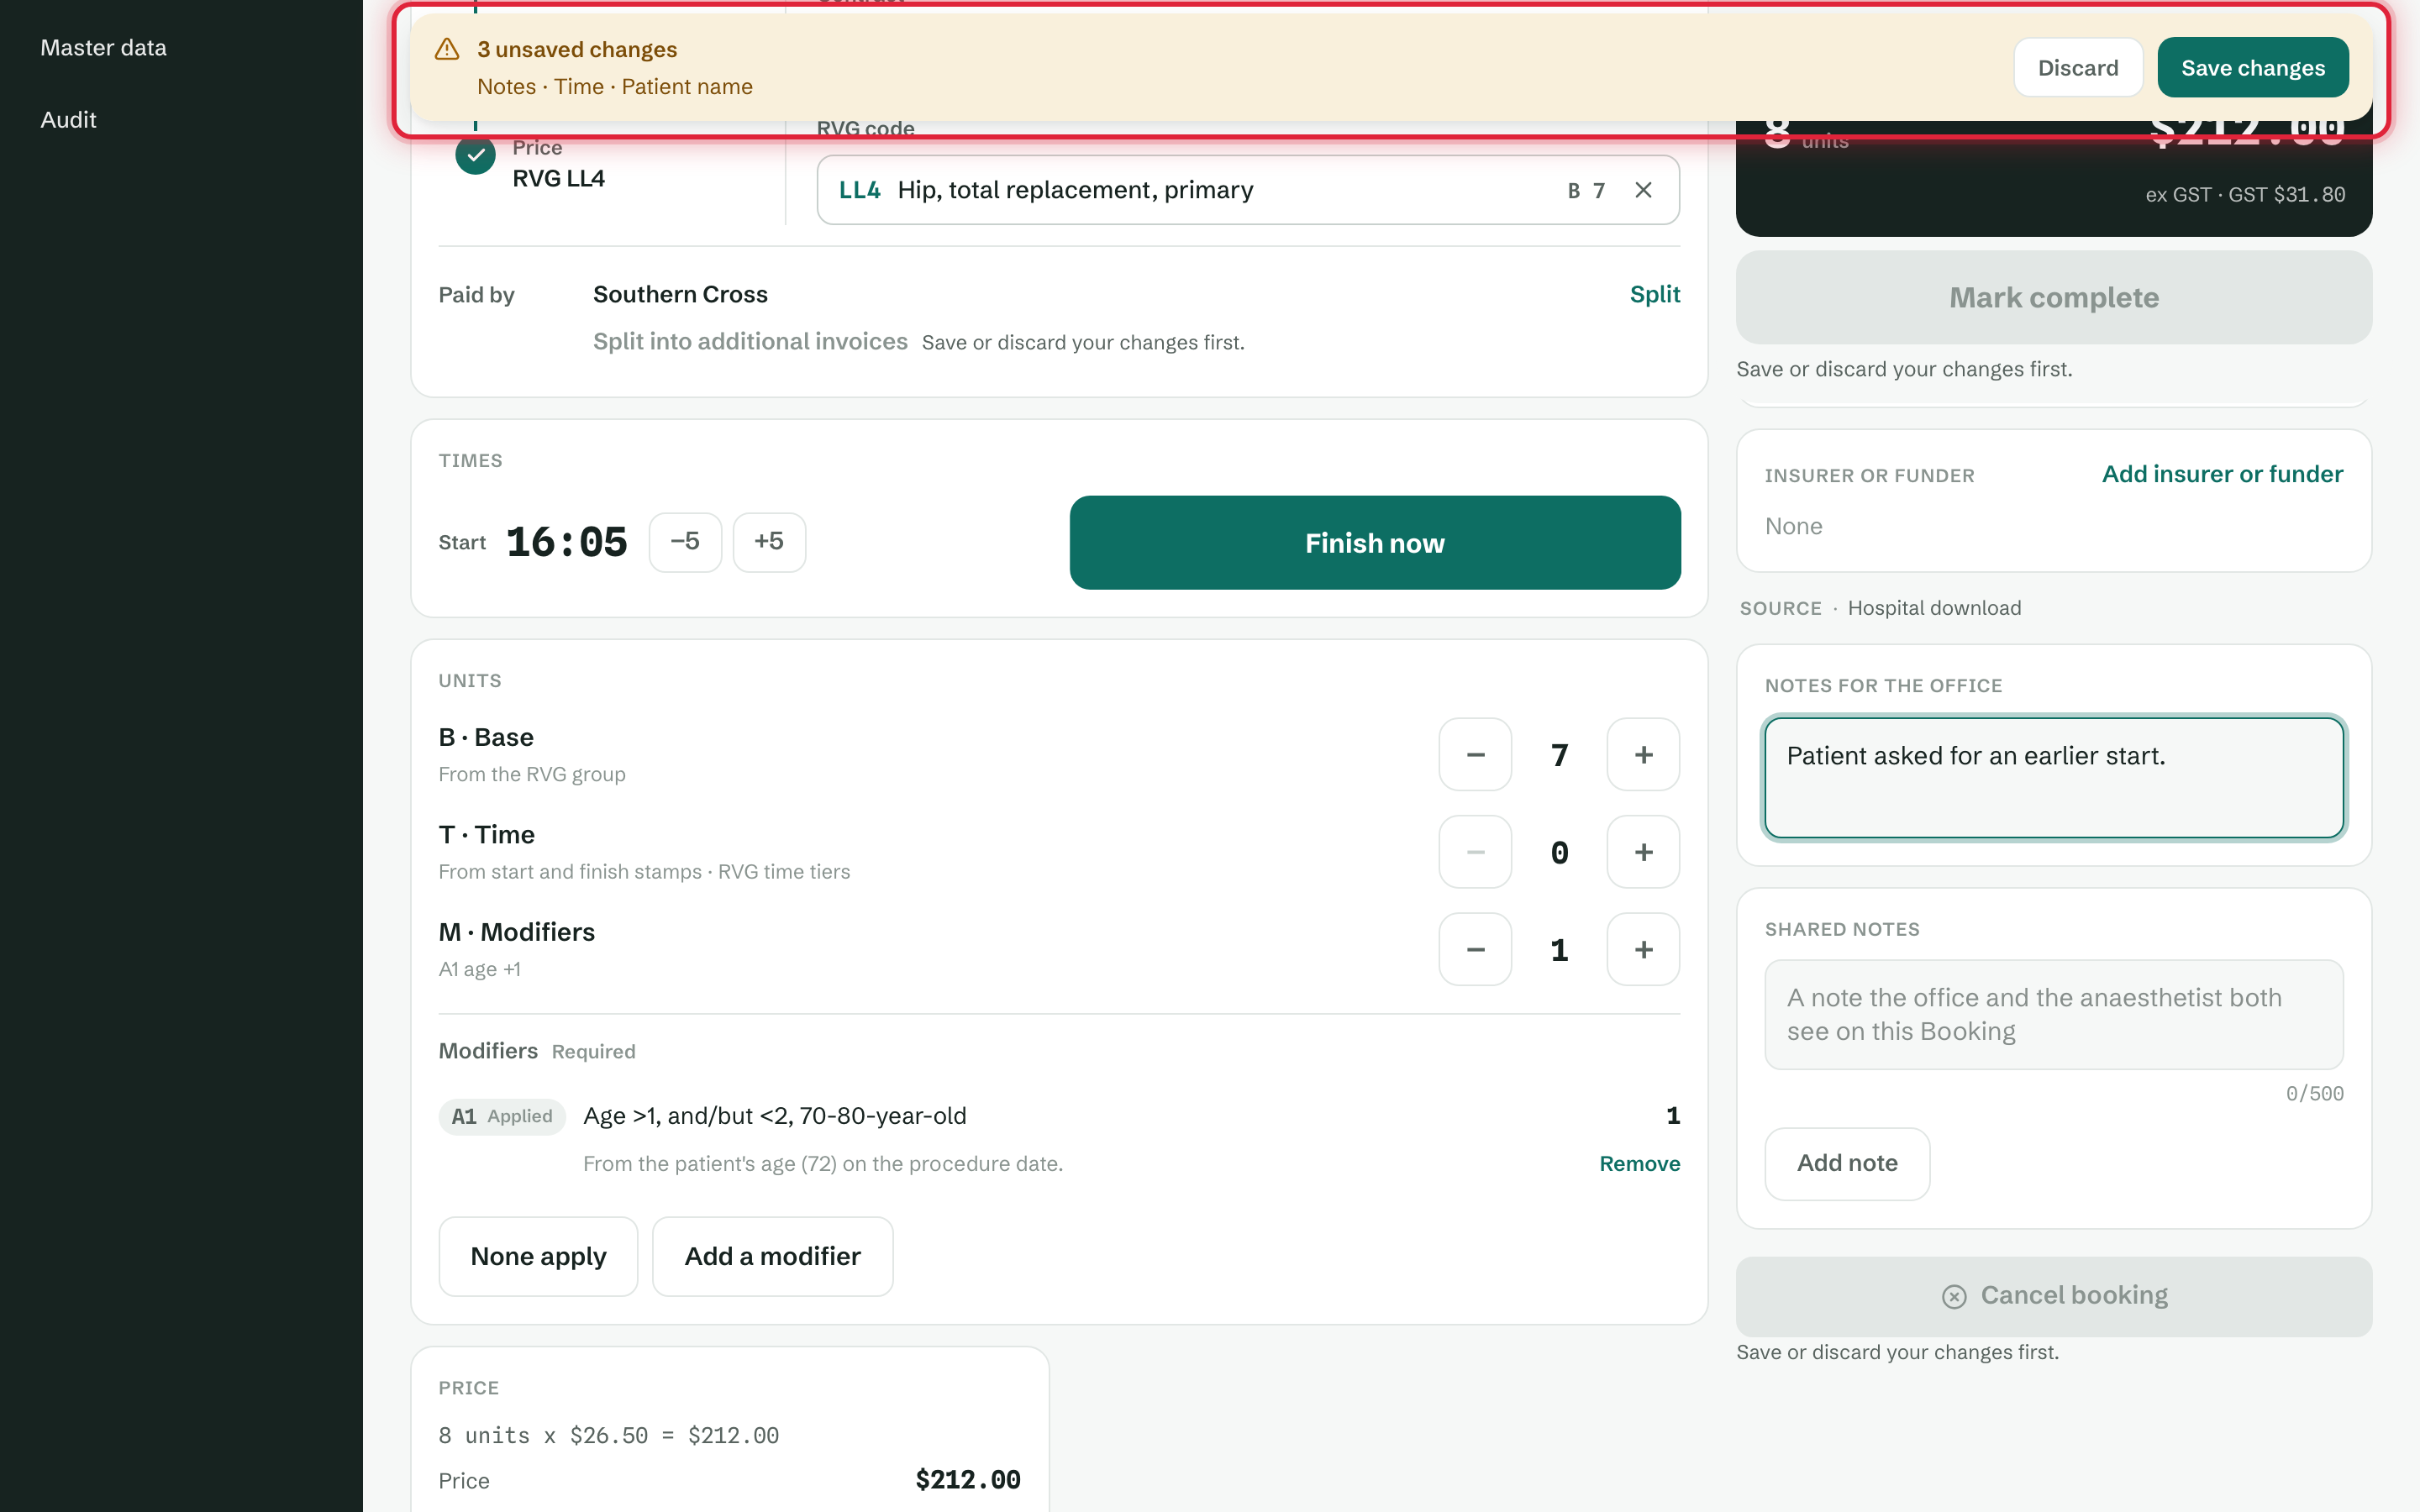 Master data
Audit
3 unsaved changes
Notes · Time · Patient name
Discard
Save changes
Price
RVG LL4
RVG code
LL4 Hip, total replacement, primary B 7
Paid by Southern Cross Split
Split into additional invoices Save or discard your changes first.
TIMES
Start 16:05 −5 +5 Finish now
UNITS
B · Base
From the RVG group
− 7 +
T · Time
From start and finish stamps · RVG time tiers
− 0 +
M · Modifiers
A1 age +1
− 1 +
Modifiers Required
A1 Applied Age >1, and/but <2, 70-80-year-old 1
From the patient's age (72) on the procedure date. Remove
None apply Add a modifier
PRICE
8 units x $26.50 = $212.00
Price $212.00
8 units $212.00
ex GST · GST $31.80
Mark complete
Save or discard your changes first.
INSURER OR FUNDER Add insurer or funder
None
SOURCE · Hospital download
NOTES FOR THE OFFICE
Patient asked for an earlier start.
SHARED NOTES
A note the office and the anaesthetist both
see on this Booking
0/500
Add note
Cancel booking
Save or discard your changes first.